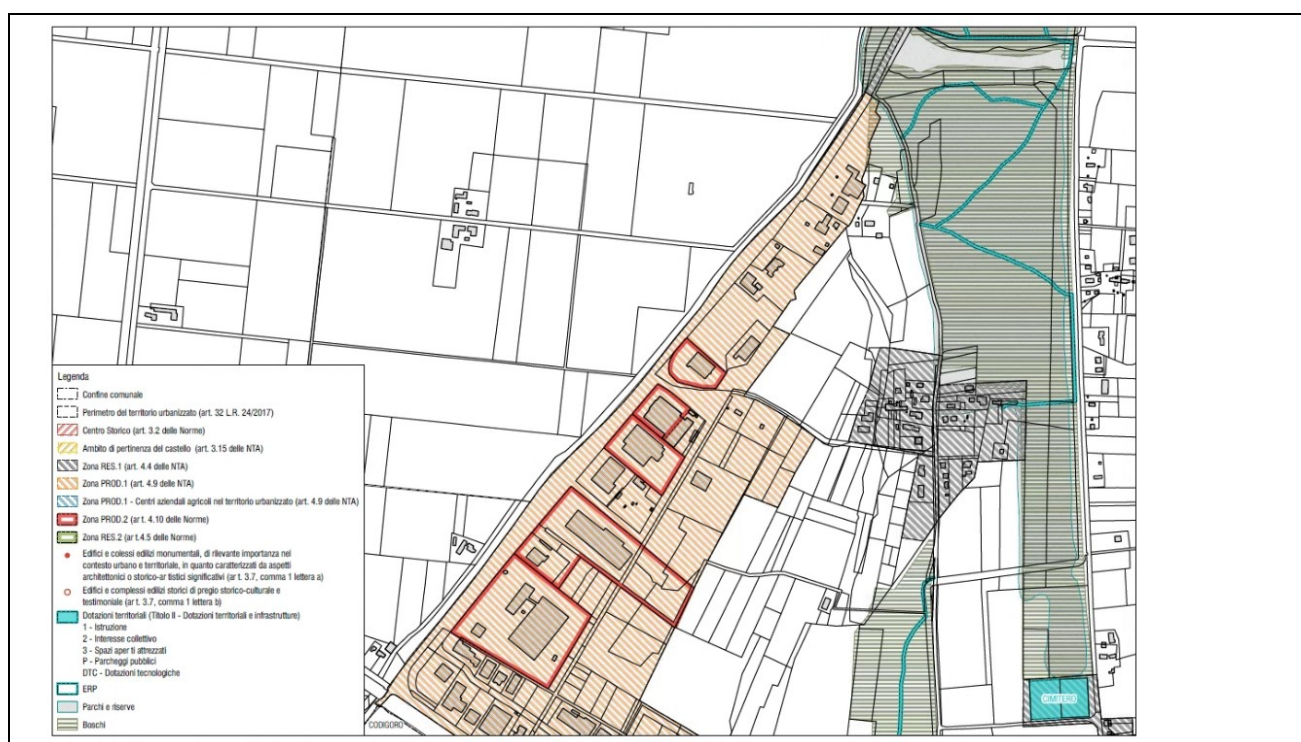 Legenda
Confine comunale
Perimetro del territorio urbanizzato (art. 32 L.R. 24/2017)
Centro Storico (art. 3.2 delle Norme)
Ambito di pertinenza del castello (art. 3.15 delle NTA)
Zona RES.1 (art. 4.4 delle NTA)
Zona PROD.1 (art. 4.9 delle NTA)
Zona PROD.1 - Centri aziendali agricoli nel territorio urbanizzato (art. 4.9 delle NTA)
Zona PROD.2 (ar t. 4.10 delle Norme)
Zona RES.2 (ar t.4.5 delle Norme)
Edifici e colessi edilizi monumentali, di rilevante importanza nel
contesto urbano e territoriale, in quanto caratterizzati da aspetti
architettonici o storico-ar tistici significativi (ar t. 3.7, comma 1 lettera a)
Edifici e complessi edilizi storici di pregio storico-culturale e
testimoniale (ar t. 3.7, comma 1 lettera b)
Dotazioni territoriali (Titolo II - Dotazioni territoriali e infrastrutture)
1 - Istruzione
2 - Interesse collettivo
3 - Spazi aper ti attrezzati
P - Parcheggi pubblici
DTC - Dotazioni tecnologiche
ERP
Parchi e riserve
Boschi
CODIGORO
CIMITERO